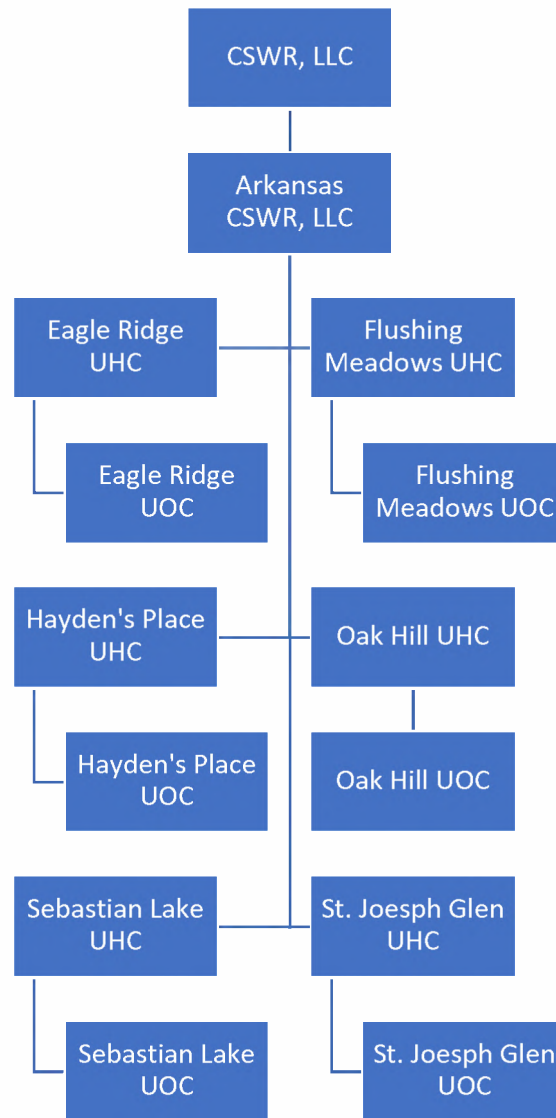 CSWR, LLC
Arkansas
CSWR, LLC
Eagle Ridge
UHC
Flushing
Meadows UHC
Eagle Ridge
UOC
Flushing
Meadows UOC
Hayden's Place
UHC
Oak Hill UHC
Hayden's Place
UOC
Oak Hill UOC
Sebastian Lake
UHC
St. Joesph Glen
UHC
Sebastian Lake
UOC
St. Joesph Glen
UOC